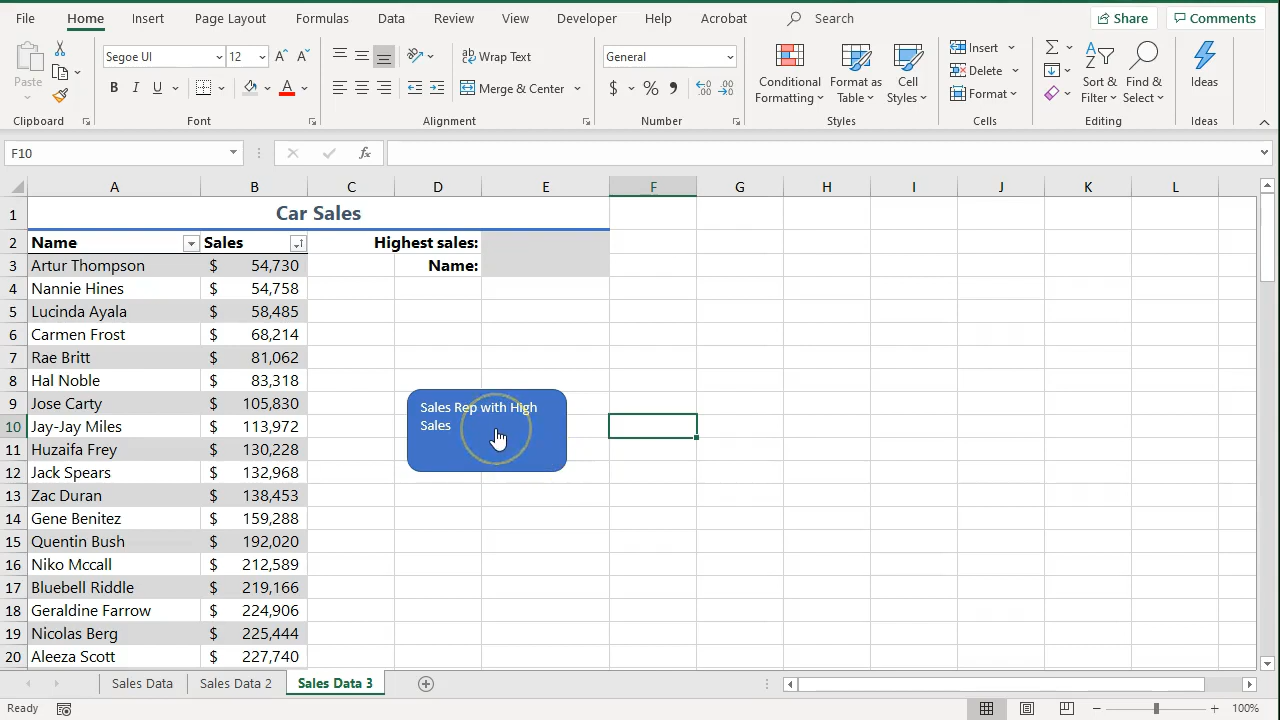 File Home Insert Page Layout Formulas Data Review View Developer Help Acrobat Search Share Comments
Paste
Segoe UI 12 A A
B I U A
Wrap Text
Merge & Center
General
$ % 9
Conditional Formatting
Format as Table
Cell Styles
Insert
Delete
Format
Sort & Filter
Find & Select
Ideas
Clipboard Font Alignment Number Styles Cells Editing Ideas
F10 fx
A B C D E F G H I J K L
1 Car Sales
2 Name Sales Highest sales:
3 Artur Thompson $ 54,730 Name:
4 Nannie Hines $ 54,758
5 Lucinda Ayala $ 58,485
6 Carmen Frost $ 68,214
7 Rae Britt $ 81,062
8 Hal Noble $ 83,318
9 Jose Carty $ 105,830
10 Jay-Jay Miles $ 113,972
11 Huzaifa Frey $ 130,228
12 Jack Spears $ 132,968
13 Zac Duran $ 138,453
14 Gene Benitez $ 159,288
15 Quentin Bush $ 192,020
16 Niko Mccall $ 212,589
17 Bluebell Riddle $ 219,166
18 Geraldine Farrow $ 224,906
19 Nicolas Berg $ 225,444
20 Aleeza Scott $ 227,740
Sales Rep with High
Sales
Sales Data Sales Data 2 Sales Data 3
Ready 100%